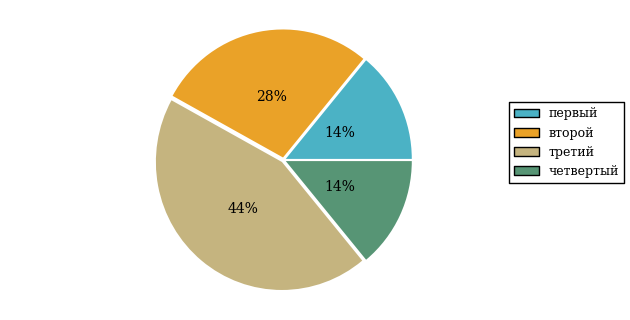 28%
14%
14%
44%
первый
второй
третий
четвертый